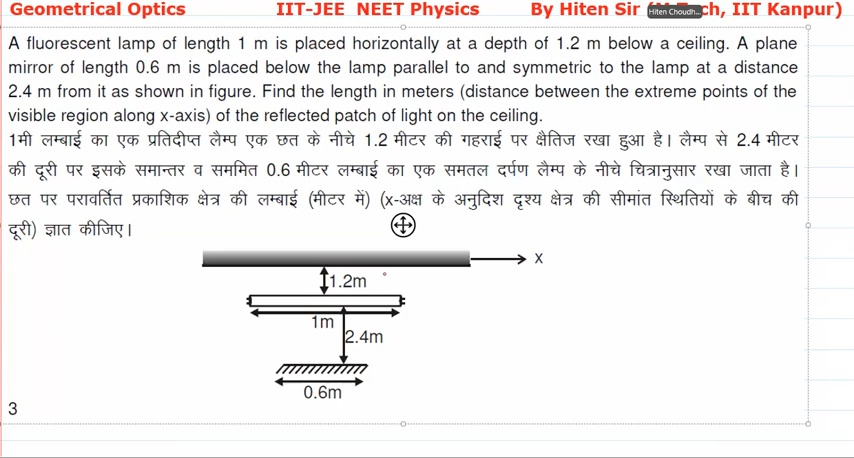 Geometrical Optics IIT-JEE NEET Physics By Hiten Sir ch, IIT Kanpur)
Hiten Choudh...
A fluorescent lamp of length 1 m is placed horizontally at a depth of 1.2 m below a ceiling. A plane
mirror of length 0.6 m is placed below the lamp parallel to and symmetric to the lamp at a distance
2.4 m from it as shown in figure. Find the length in meters (distance between the extreme points of the
visible region along x-axis) of the reflected patch of light on the ceiling.
1मी लम्बाई का एक प्रतिदीप्त लैम्प एक छत के नीचे 1.2 मीटर की गहराई पर क्षैतिज रखा हुआ है। लैम्प से 2.4 मीटर
की दूरी पर इसके समान्तर व सममित 0.6 मीटर लम्बाई का एक समतल दर्पण लैम्प के नीचे चित्रानुसार रखा जाता है।
छत पर परावर्तित प्रकाशिक क्षेत्र की लम्बाई (मीटर में) (x-अक्ष के अनुदिश दृश्य क्षेत्र की सीमांत स्थितियों के बीच की
दूरी) ज्ञात कीजिए।
x
1.2m
1m
2.4m
0.6m
3